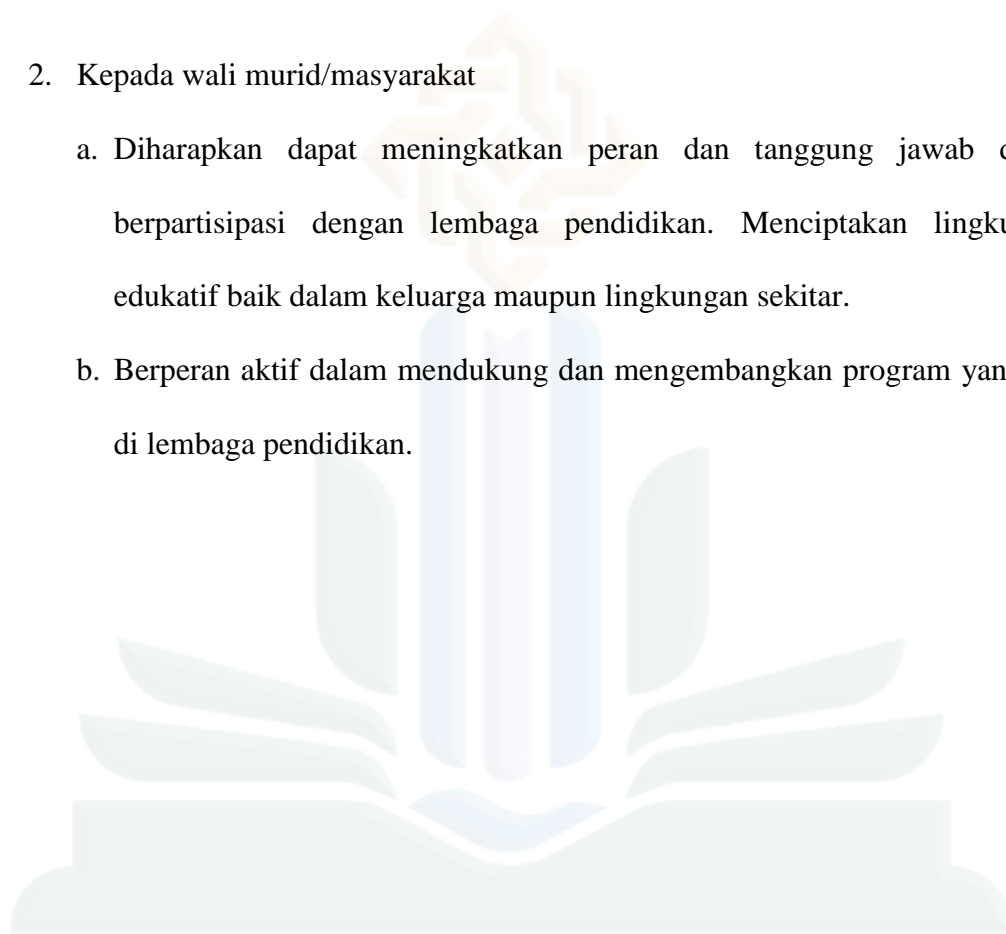 2. Kepada wali murid/masyarakat
a. Diharapkan dapat meningkatkan peran dan tanggung jawab
berpartisipasi dengan lembaga pendidikan. Menciptakan
edukatif baik dalam keluarga maupun lingkungan sekitar.
b. Berperan aktif dalam mendukung dan mengembangkan program
di lembaga pendidikan.